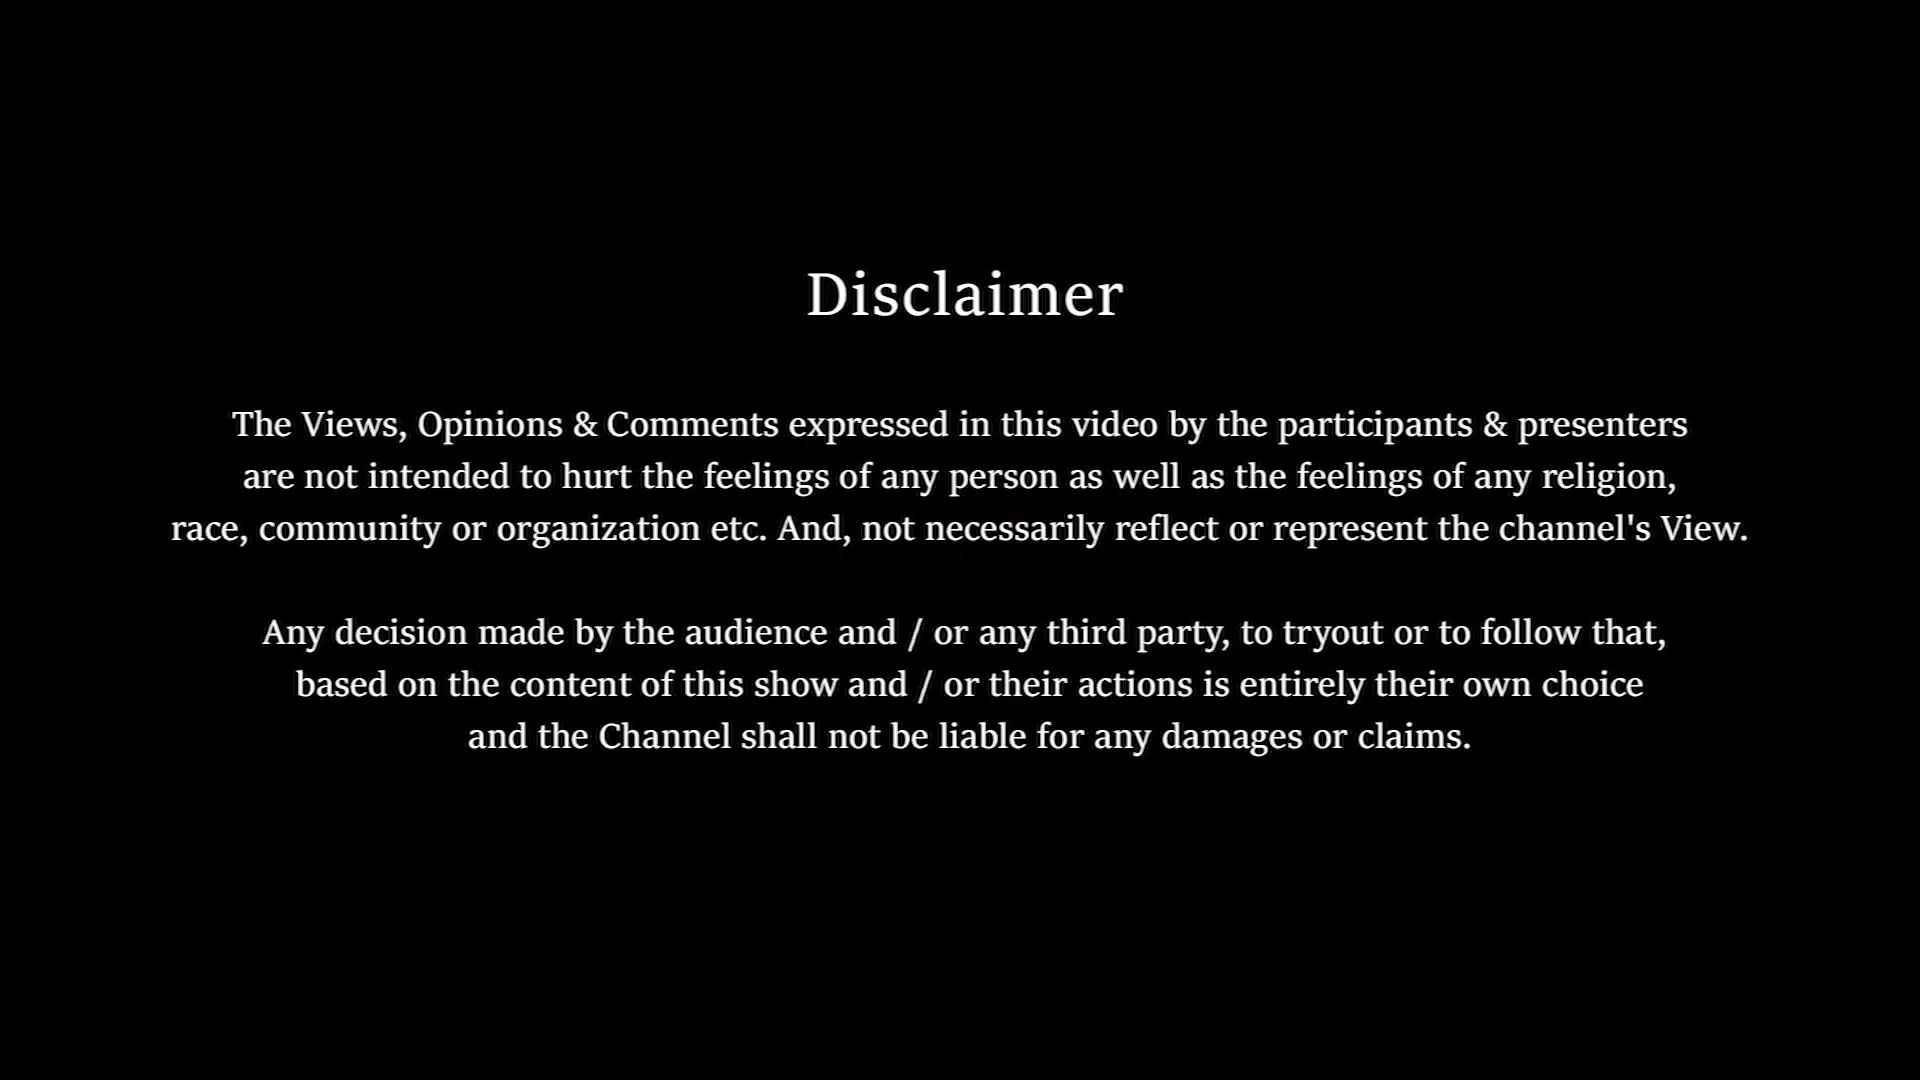 Disclaimer
The Views, Opinions & Comments expressed in this video by the participants & presenters
are not intended to hurt the feelings of any person as well as the feelings of any religion,
race, community or organization etc. And, not necessarily reflect or represent the channel's View.
Any decision made by the audience and / or any third party, to tryout or to follow that,
based on the content of this show and / or their actions is entirely their own choice
and the Channel shall not be liable for any damages or claims.